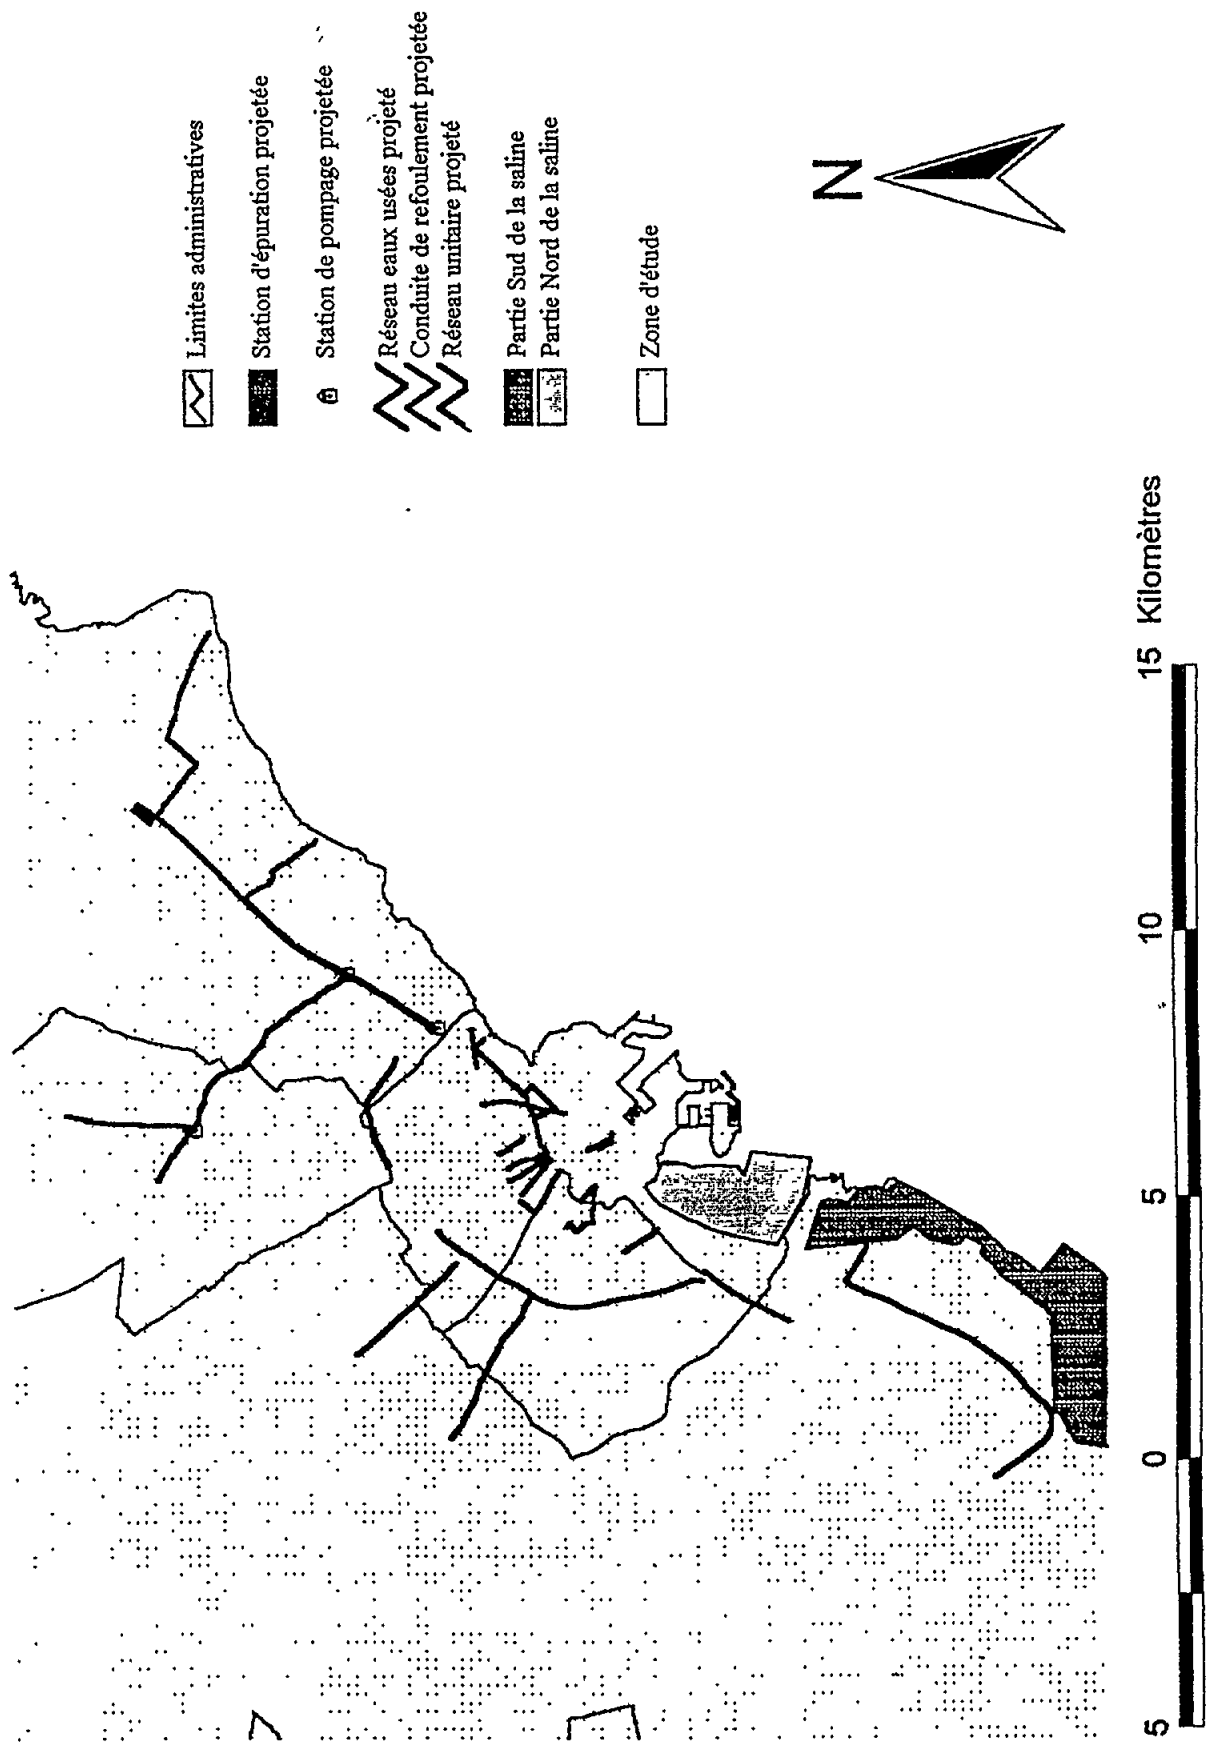 Limites administratives
Station d'épuration projetée
Station de pompage projetée
Réseau eaux usées projeté
Conduite de refoulement projetée
Réseau unitaire projeté
Partie Sud de la saline
Partie Nord de la saline
Zone d'étude
N
5 0 5 10 15 Kilomètres